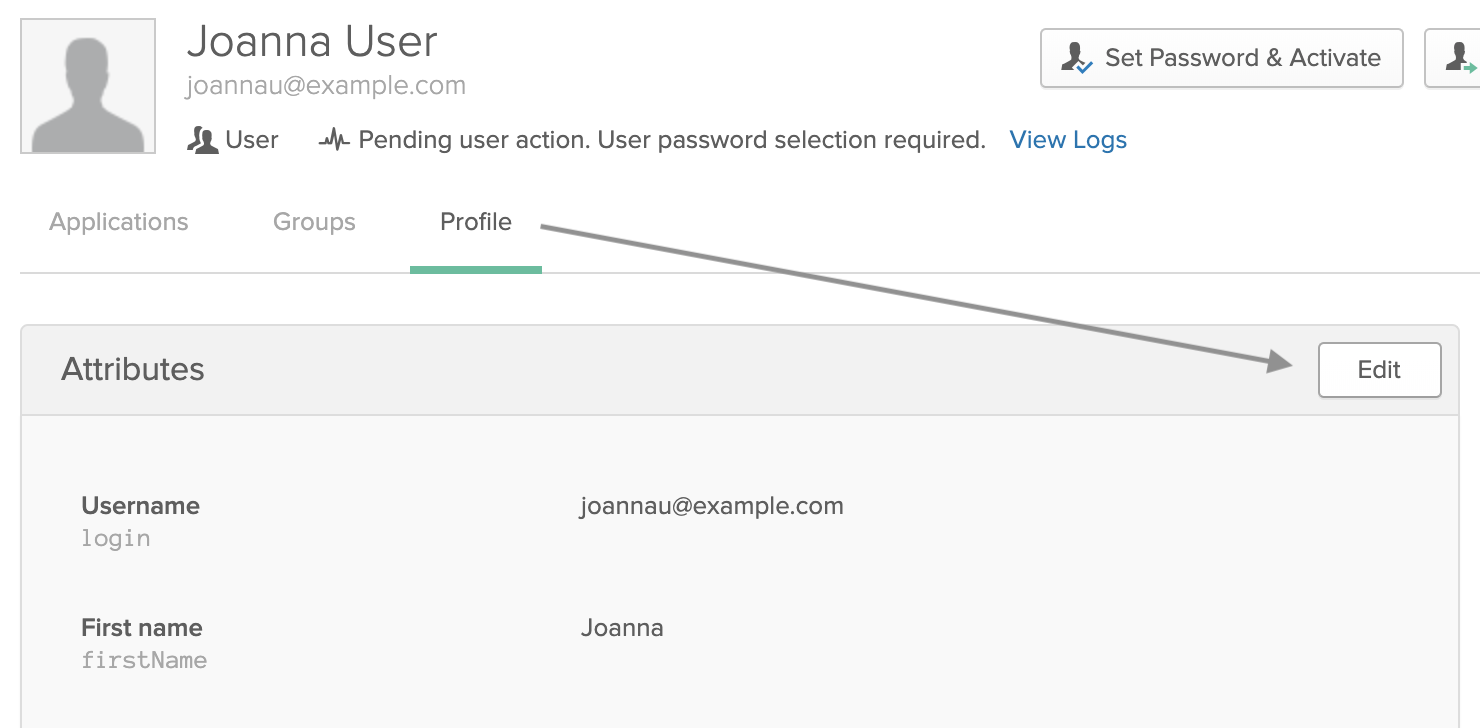 Joanna User
joannau@example.com
Set Password & Activate
User
Pending user action. User password selection required.
View Logs
Applications
Groups
Profile
Attributes
Edit
Username
joannau@example.com
login
First name
Joanna
firstName